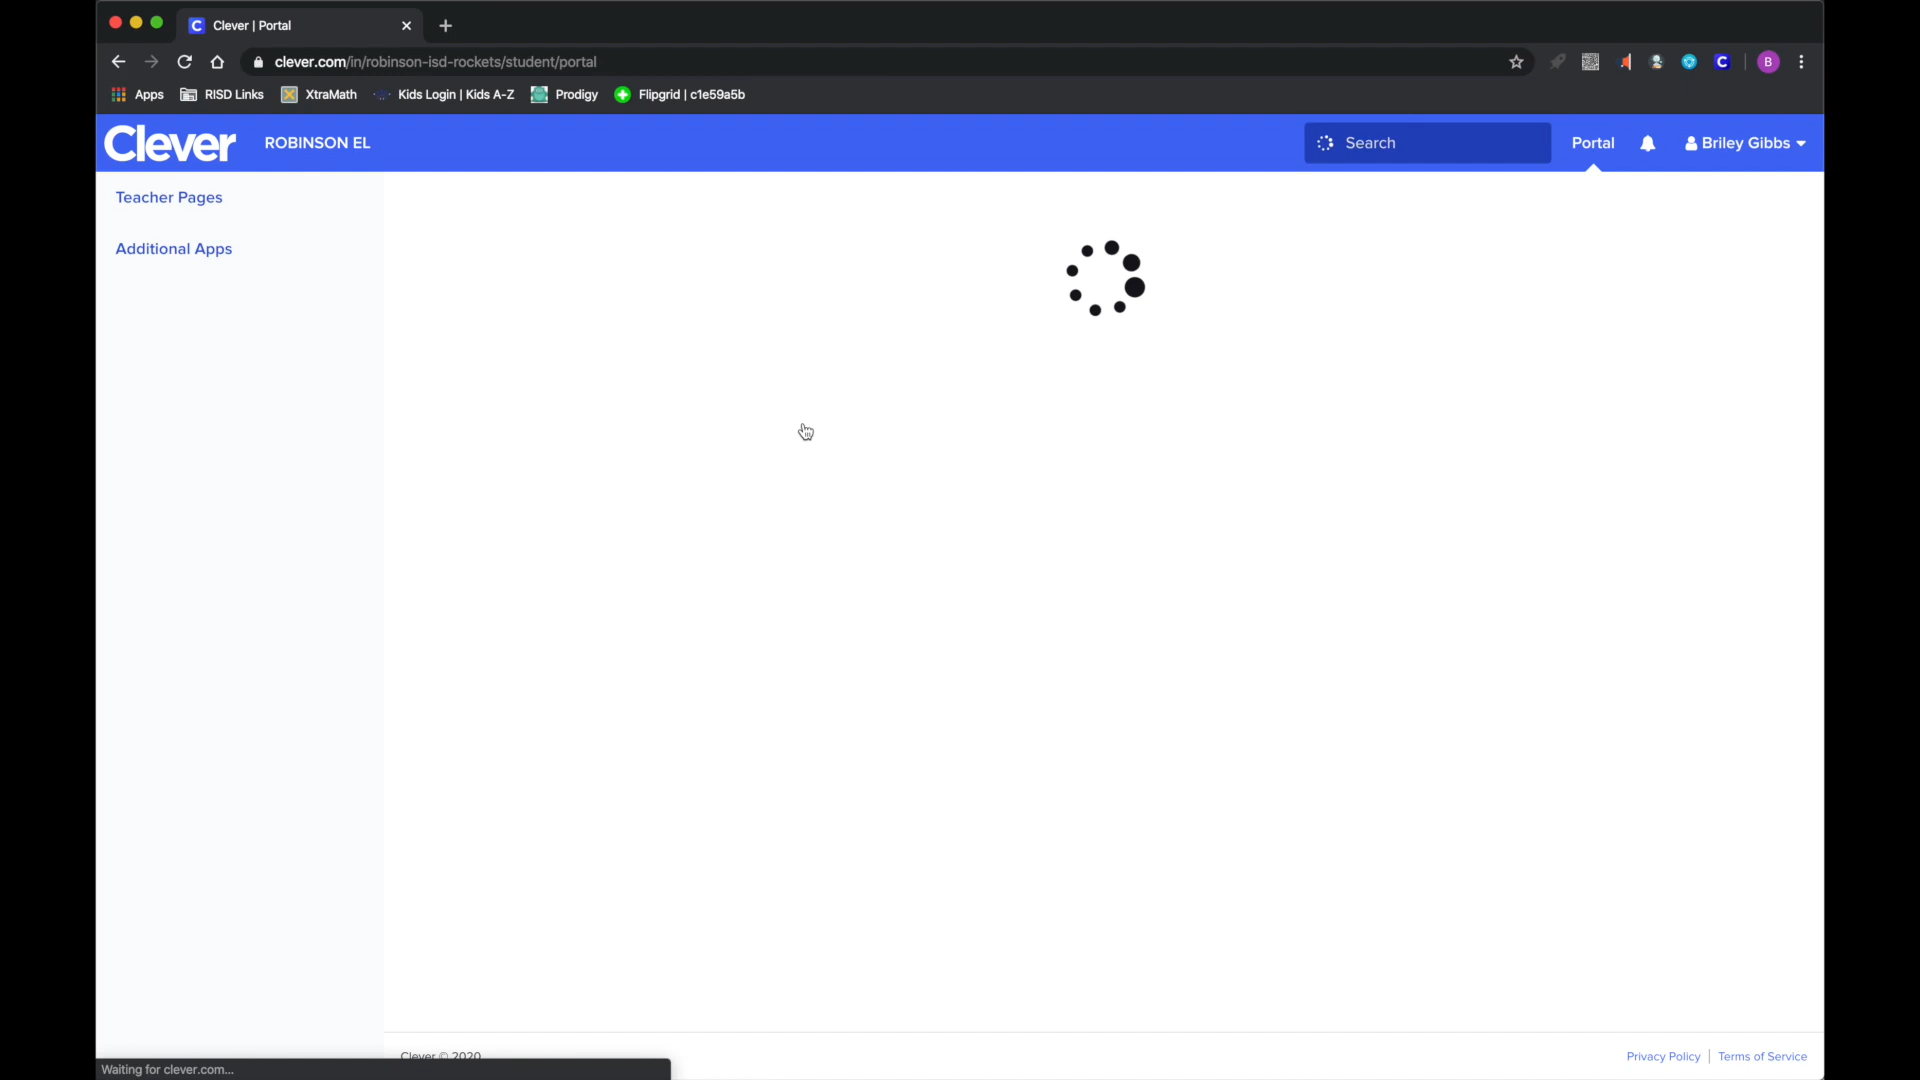 Clever | Portal
clever.com/in/robinson-isd-rockets/student/portal
B
Apps RISD Links XtraMath Kids Login | Kids A-Z Prodigy Flipgrid | c1e59a5b
Clever ROBINSON EL Search Portal Briley Gibbs
Teacher Pages
Additional Apps
Clever © 2020 Privacy Policy | Terms of Service
Waiting for clever.com...